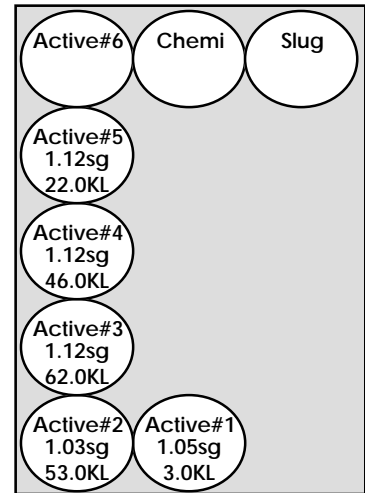 Active#6 Chemi Slug
Active#5
1.12sg
22.0KL
Active#4
1.12sg
46.0KL
Active#3
1.12sg
62.0KL
Active#2
1.03sg
53.0KL
Active#1
1.05sg
3.0KL